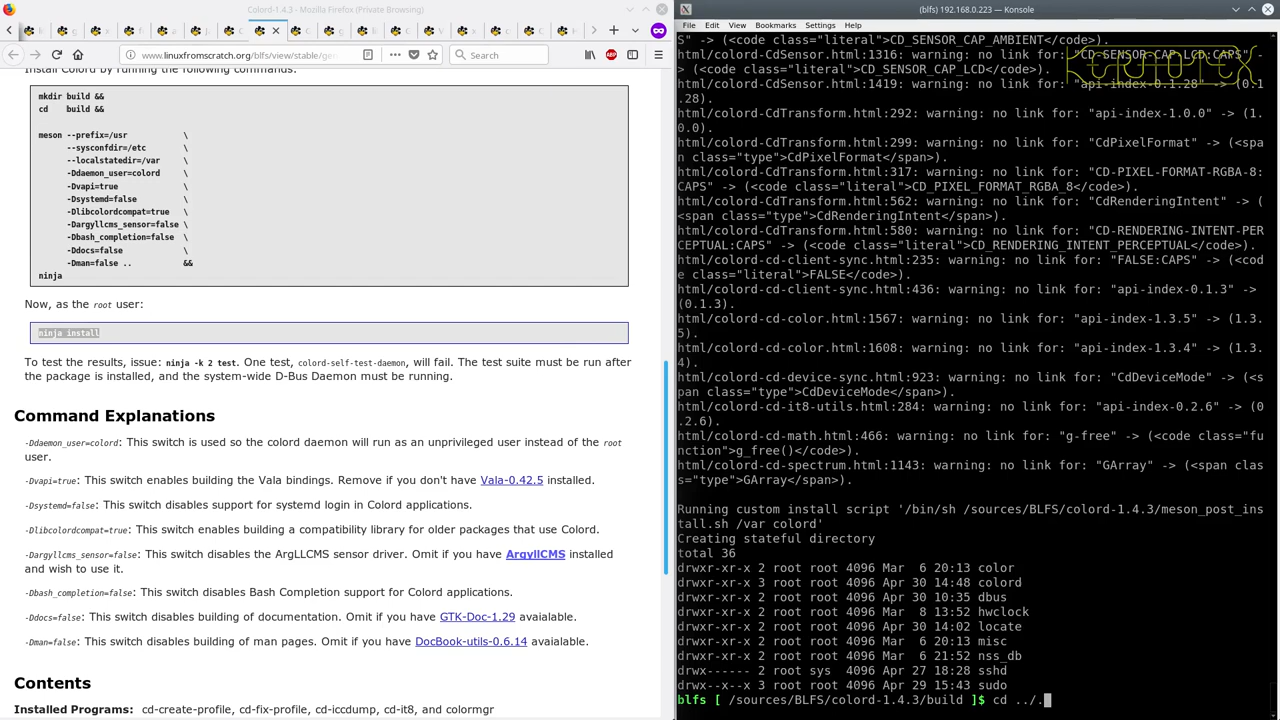 Colord-1.4.3 - Mozilla Firefox (Private Browsing)
www.linuxfromscratch.org/blfs/view/stable/ge
Search
Install Colord by running the following commands:
mkdir build &&
cd    build &&
meson --prefix=/usr            \
      --sysconfdir=/etc        \
      --localstatedir=/var     \
      -Ddaemon_user=colord     \
      -Dvapi=true              \
      -Dsystemd=false          \
      -Dlibcolordcompat=true   \
      -Dargyllcms_sensor=false \
      -Dbash_completion=false  \
      -Ddocs=false             \
      -Dman=false ..           &&
ninja
Now, as the root user:
ninja install
To test the results, issue: ninja -k 2 test. One test, colord-self-test-daemon, will fail. The test suite must be run after
the package is installed, and the system-wide D-Bus Daemon must be running.
Command Explanations
-Ddaemon_user=colord: This switch is used so the colord daemon will run as an unprivileged user instead of the root
user.
-Dvapi=true: This switch enables building the Vala bindings. Remove if you don't have Vala-0.42.5 installed.
-Dsystemd=false: This switch disables support for systemd login in Colord applications.
-Dlibcolordcompat=true: This switch enables building a compatibility library for older packages that use Colord.
-Dargyllcms_sensor=false: This switch disables the ArgLLCMS sensor driver. Omit if you have ArgyllCMS installed
and wish to use it.
-Dbash_completion=false: This switch disables Bash Completion support for Colord applications.
-Ddocs=false: This switch disables building of documentation. Omit if you have GTK-Doc-1.29 avaialable.
-Dman=false: This switch disables building of man pages. Omit if you have DocBook-utils-0.6.14 avaialable.
Contents
Installed Programs: cd-create-profile, cd-fix-profile, cd-iccdump, cd-it8, and colormgr
(blfs) 192.168.0.223 — Konsole
File Edit View Bookmarks Settings Help
S" -> (<code class="literal">CD_SENSOR_CAP_AMBIENT</code>).
html/colord-CdSensor.html:1316: warning: no link for: "CD-SENSOR-CAP-LCD:CAPS" -
> (<code class="literal">CD_SENSOR_CAP_LCD</code>).
html/colord-CdSensor.html:1419: warning: no link for: "api-index-0.1.28" -> (0.1
.28).
html/colord-CdTransform.html:292: warning: no link for: "api-index-1.0.0" -> (1.
0.0).
html/colord-CdTransform.html:299: warning: no link for: "CdPixelFormat" -> (<spa
n class="type">CdPixelFormat</span>).
html/colord-CdTransform.html:317: warning: no link for: "CD-PIXEL-FORMAT-RGBA-8:
CAPS" -> (<code class="literal">CD_PIXEL_FORMAT_RGBA_8</code>).
html/colord-CdTransform.html:562: warning: no link for: "CdRenderingIntent" -> (
<span class="type">CdRenderingIntent</span>).
html/colord-CdTransform.html:580: warning: no link for: "CD-RENDERING-INTENT-PER
CEPTUAL:CAPS" -> (<code class="literal">CD_RENDERING_INTENT_PERCEPTUAL</code>).
html/colord-cd-client-sync.html:235: warning: no link for: "FALSE:CAPS" -> (<cod
e class="literal">FALSE</code>).
html/colord-cd-client-sync.html:436: warning: no link for: "api-index-0.1.3" ->
(0.1.3).
html/colord-cd-color.html:1567: warning: no link for: "api-index-1.3.5" -> (1.3.
5).
html/colord-cd-color.html:1608: warning: no link for: "api-index-1.3.4" -> (1.3.
4).
html/colord-cd-device-sync.html:923: warning: no link for: "CdDeviceMode" -> (<s
pan class="type">CdDeviceMode</span>).
html/colord-cd-it8-utils.html:284: warning: no link for: "api-index-0.2.6" -> (0
.2.6).
html/colord-cd-math.html:466: warning: no link for: "g-free" -> (<code class="fu
nction">g_free()</code>).
html/colord-cd-spectrum.html:1143: warning: no link for: "GArray" -> (<span clas
s="type">GArray</span>).
Running custom install script '/bin/sh /sources/BLFS/colord-1.4.3/meson_post_ins
tall.sh /var colord'
Creating stateful directory
total 36
drwxr-xr-x 2 root root 4096 Mar  6 20:13 color
drwxr-xr-x 3 root root 4096 Apr 30 14:48 colord
drwxr-xr-x 2 root root 4096 Apr 30 10:35 dbus
drwxr-xr-x 2 root root 4096 Mar  8 13:52 hwclock
drwxr-xr-x 2 root root 4096 Apr 30 14:02 locate
drwxr-xr-x 2 root root 4096 Mar  6 20:13 misc
drwxr-xr-x 2 root root 4096 Mar  6 21:52 nss_db
drwx------ 2 root sys  4096 Apr 27 18:28 sshd
drwx--x--x 3 root root 4096 Apr 29 15:43 sudo
blfs [ /sources/BLFS/colord-1.4.3/build ]$ cd ../.